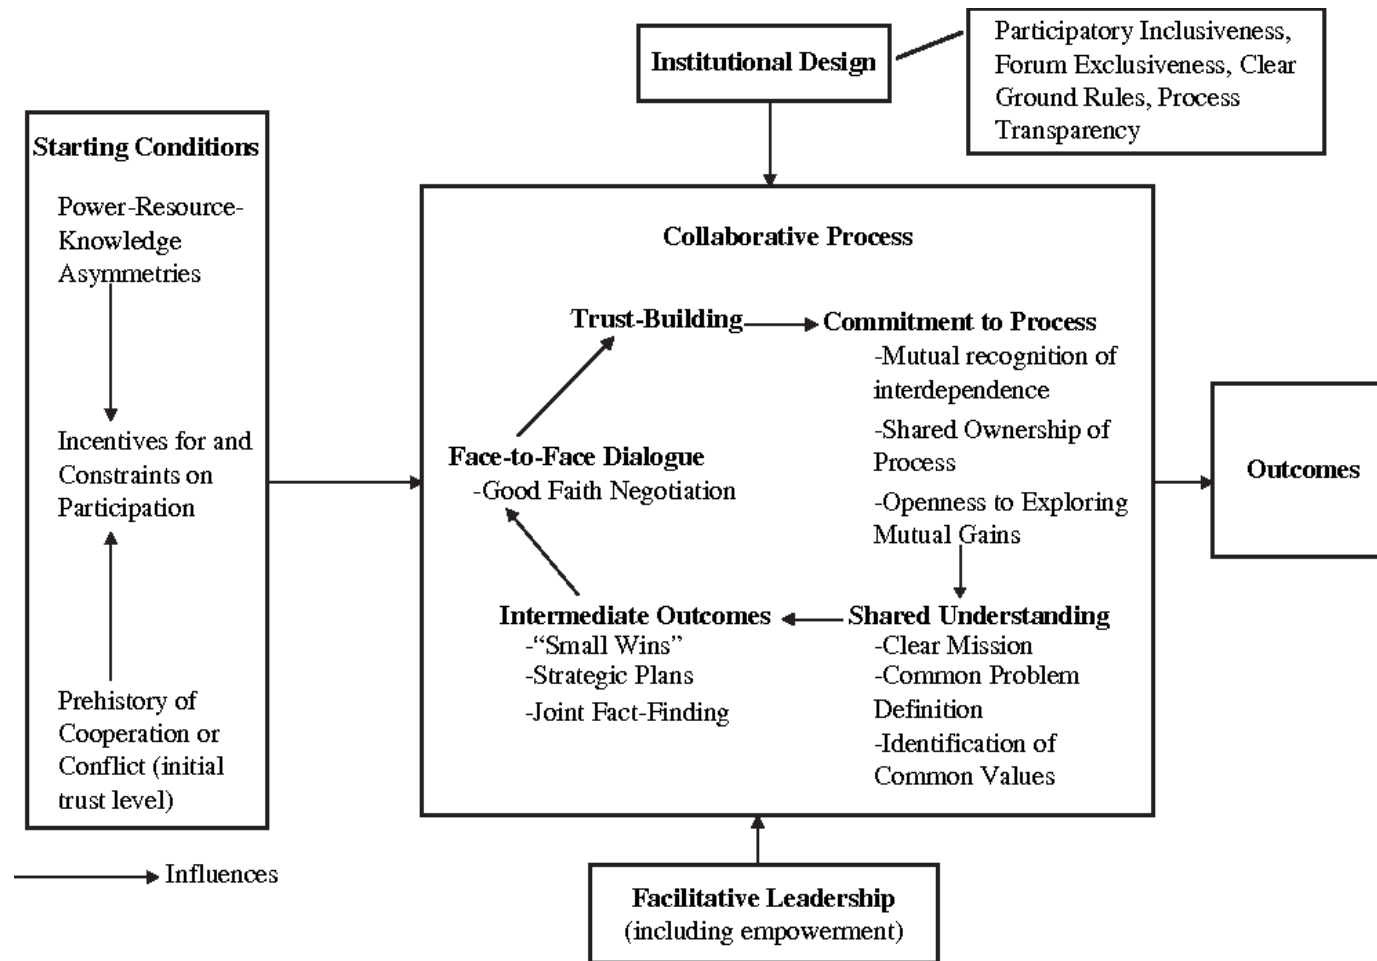 Institutional Design
Participatory Inclusiveness,
Forum Exclusiveness, Clear
Ground Rules, Process
Transparency
Starting Conditions
Power-Resource-
Knowledge
Asymmetries
Incentives for and
Constraints on
Participation
Prehistory of
Cooperation or
Conflict (initial
trust level)
Collaborative Process
Trust-Building
Commitment to Process
-Mutual recognition of
interdependence
-Shared Ownership of
Process
-Openness to Exploring
Mutual Gains
Face-to-Face Dialogue
-Good Faith Negotiation
Intermediate Outcomes
-“Small Wins”
-Strategic Plans
-Joint Fact-Finding
Shared Understanding
-Clear Mission
-Common Problem
Definition
-Identification of
Common Values
Outcomes
Influences
Facilitative Leadership
(including empowerment)